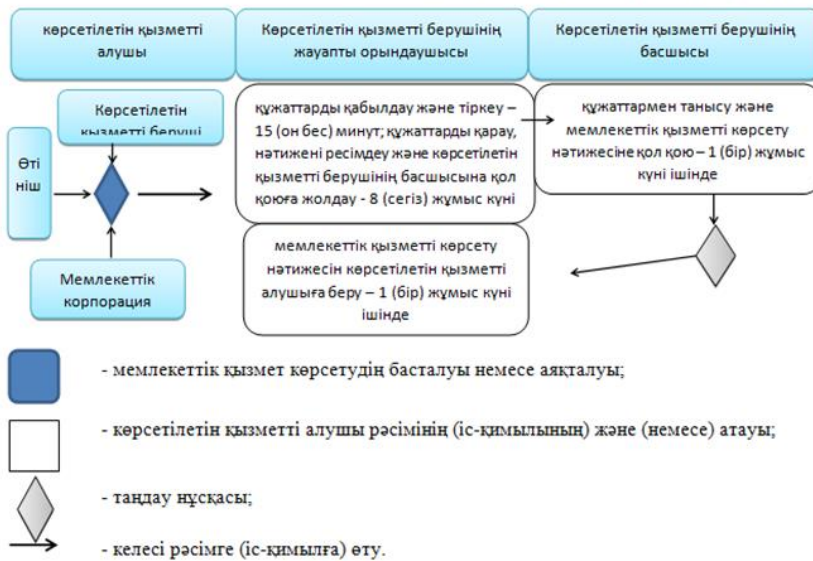 көрсетілетін қызметті
алушы
Көрсетілетін қызметті берушінің
жауапты орындаушысы
Көрсетілетін қызметті берушінің
басшысы
Көрсетілетін
қызметті беруші
Өті
ніш
Мемлекеттік
корпорация
құжаттарды қабылдау және тіркеу –
15 (он бес) минут; құжаттарды қарау,
нәтижені ресімдеу және көрсетілетін
қызметті берушінің басшысына қол
қоюға жолдау - 8 (сегіз) жұмыс күні
құжаттармен танысу және
мемлекеттік қызметті көрсету
нәтижесіне қол қою – 1 (бір) жұмыс
күні ішінде
мемлекеттік қызметті көрсету
нәтижесін көрсетілетін қызметті
алушыға беру – 1 (бір) жұмыс күні
ішінде
- мемлекеттік қызмет көрсетудің басталуы немесе аяқталуы;
- көрсетілетін қызметті алушы рәсімінің (іс-қимылының) және (немесе) атауы;
- таңдау нұсқасы;
- келесі рәсімге (іс-қимылға) өту.